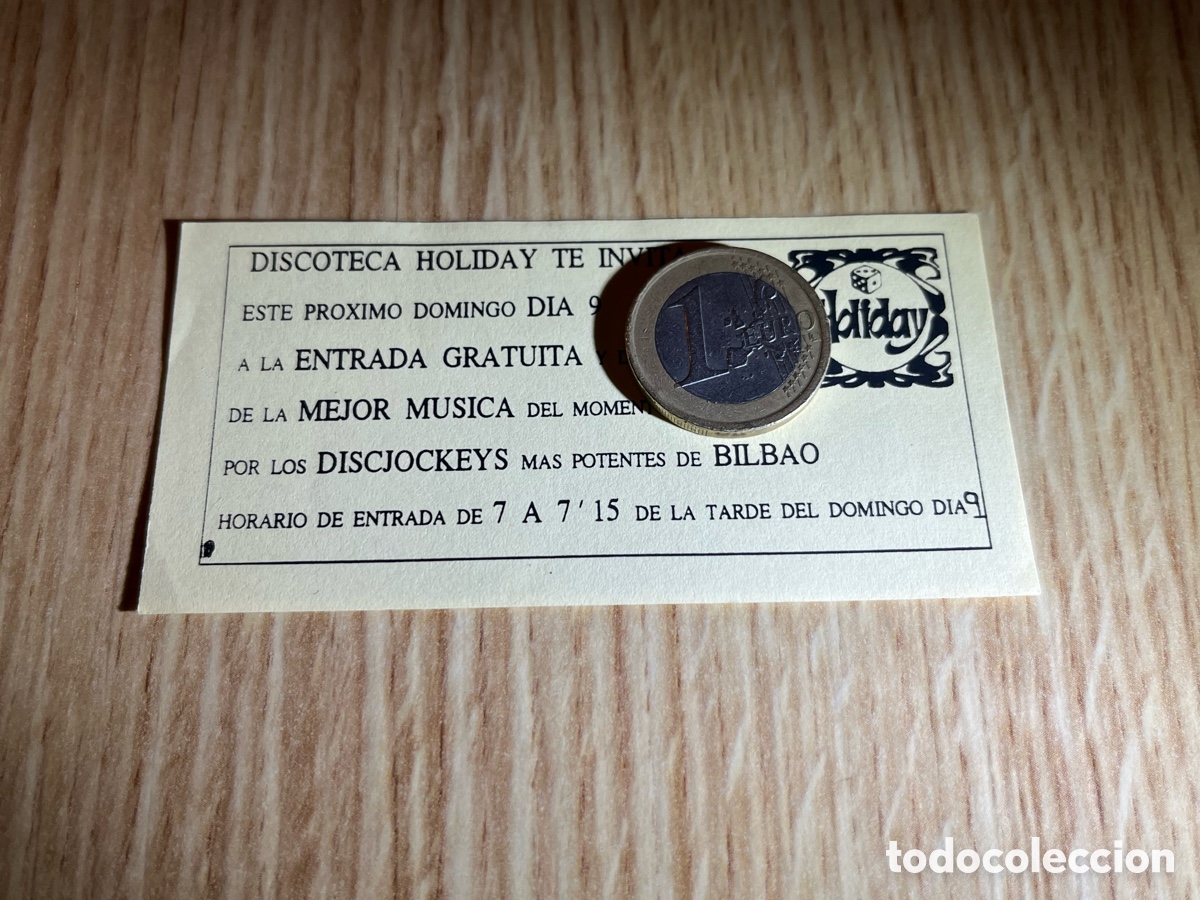 DISCOTECA HOLIDAY TE INVITA
ESTE PROXIMO DOMINGO DIA 9
A LA ENTRADA GRATUITA Y
DE LA MEJOR MUSICA DEL
POR LOS DISCJOCKEYS MAS POTENTES DE BILBAO
HORARIO DE ENTRADA DE 7 A 7'15 DE LA TARDE DEL DOMINGO DIA 9
Holiday
1 EURO
todocoleccion